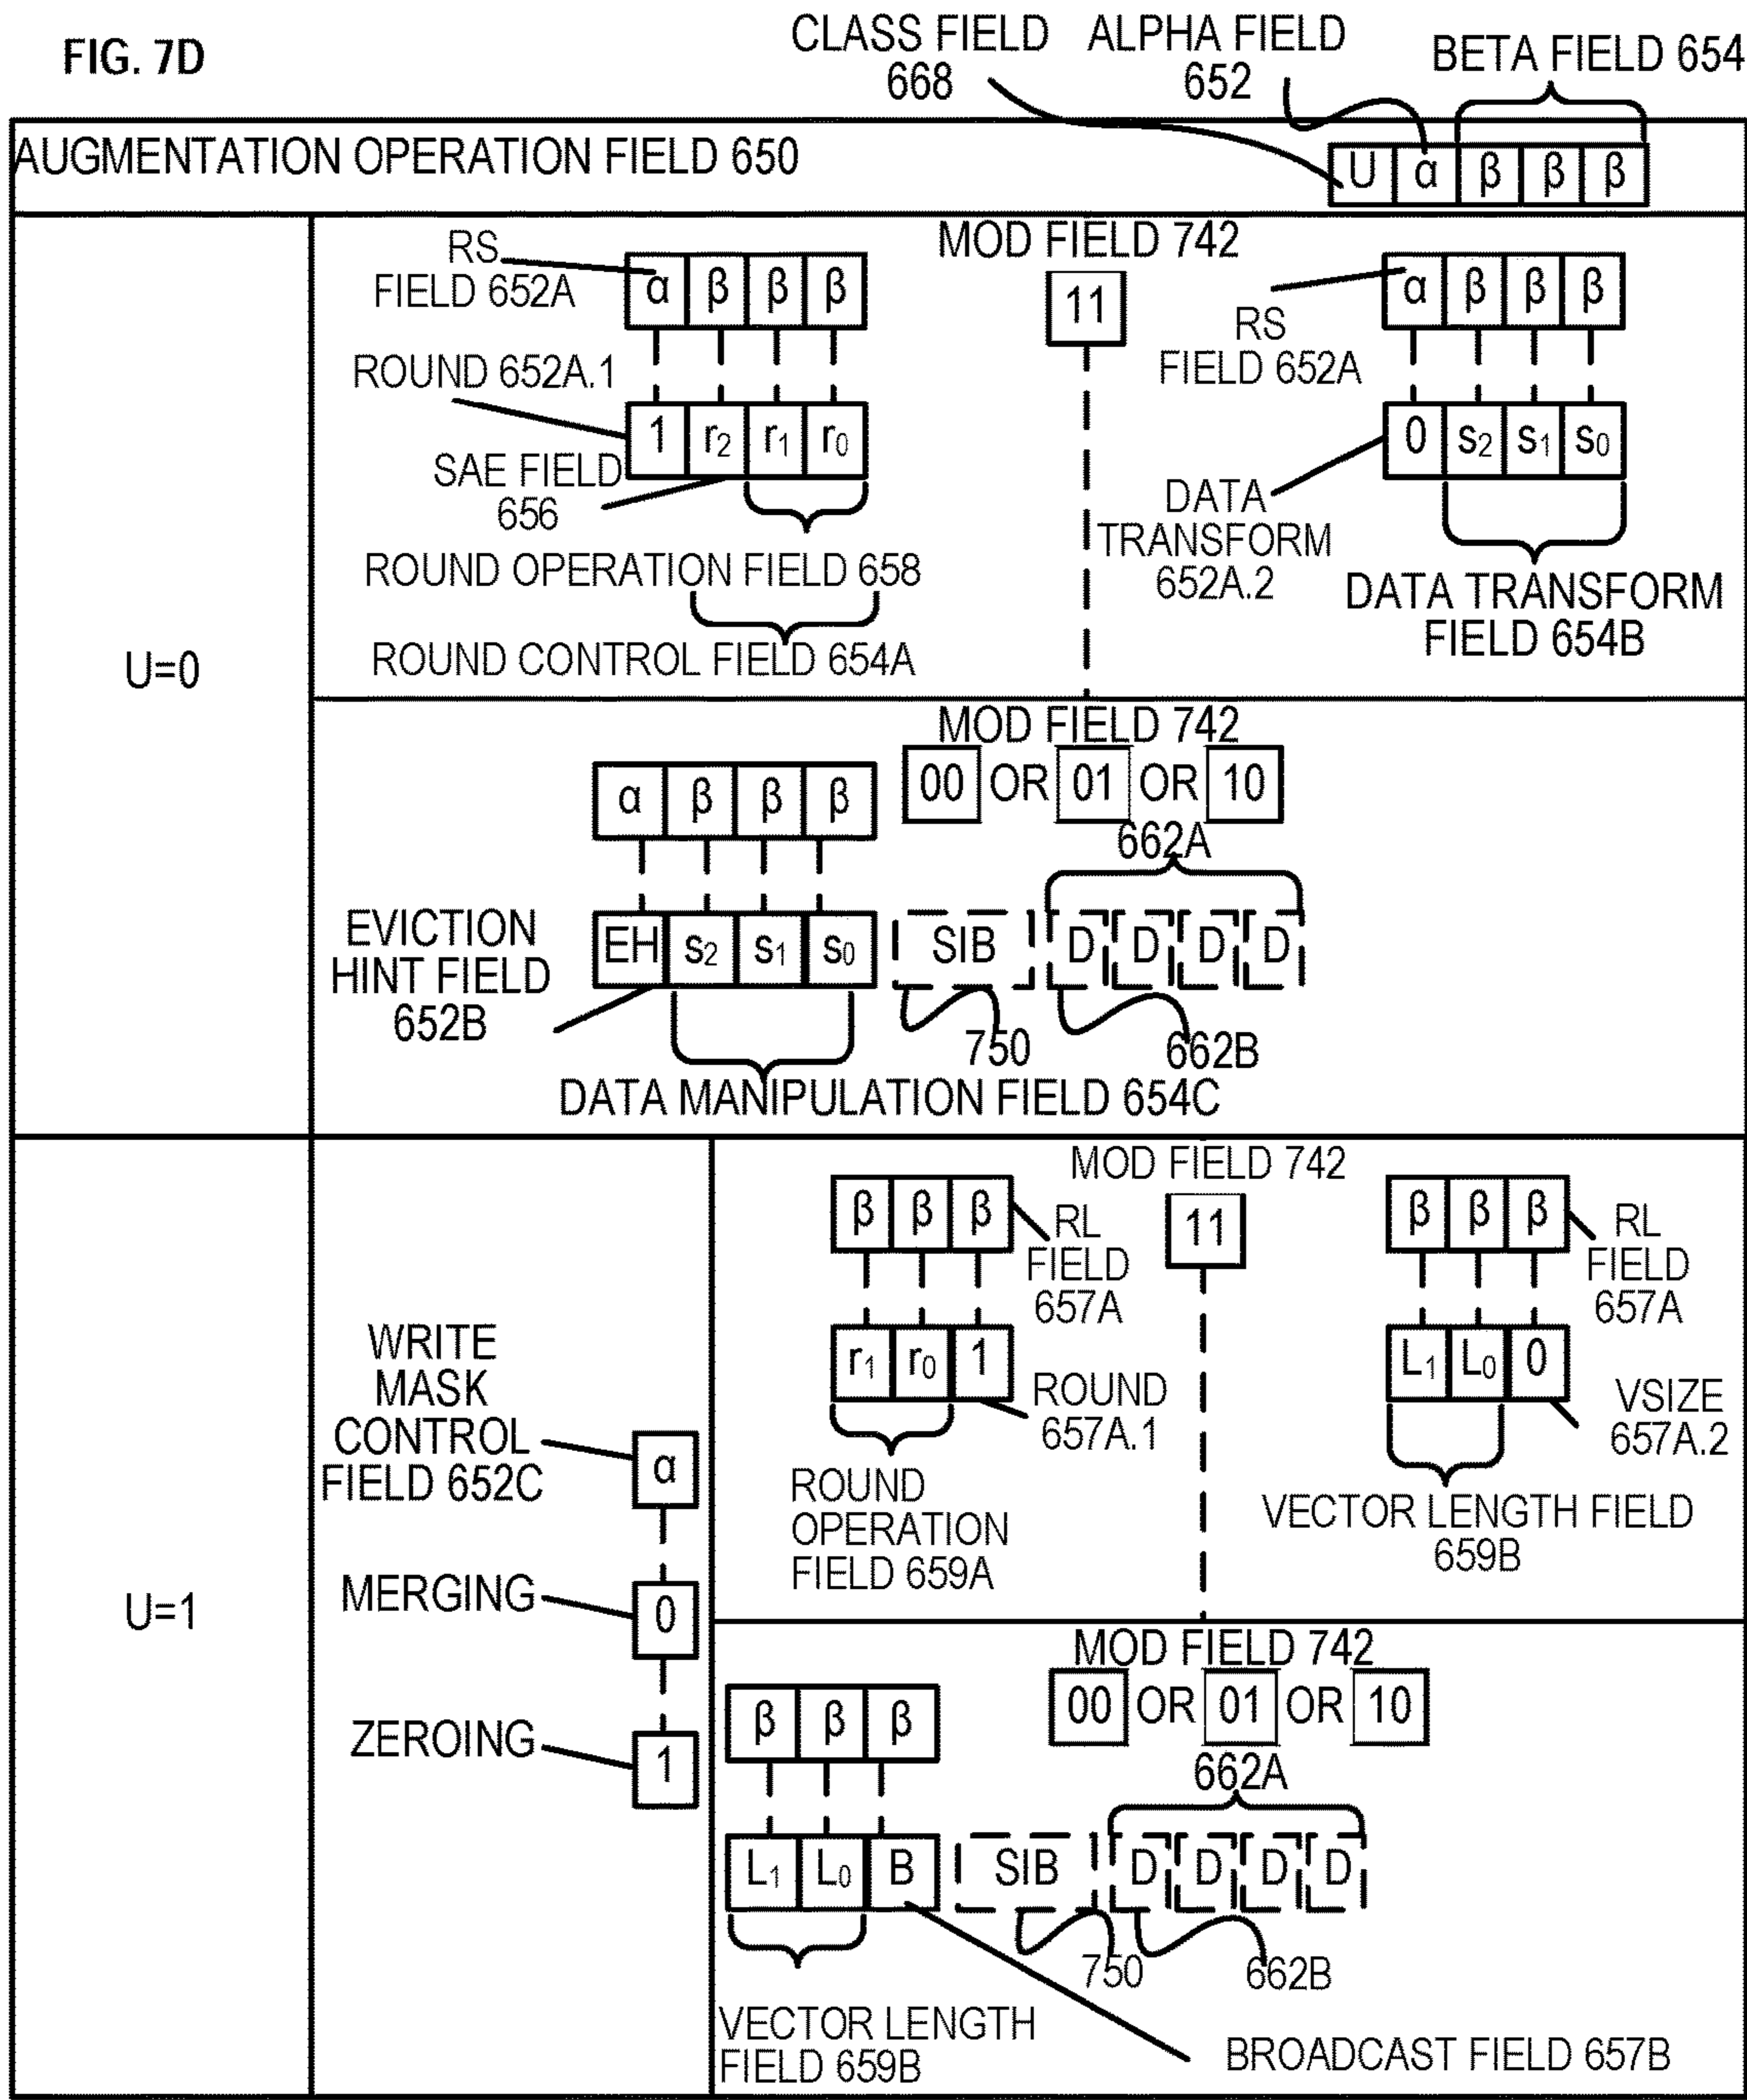 FIG. 7D
CLASS FIELD
668
ALPHA FIELD
652
BETA FIELD 654
AUGMENTATION OPERATION FIELD 650
U α β β β
U=0
MOD FIELD 742
11
RS
FIELD 652A
α β β β
ROUND 652A.1
1 r2 r1 r0
SAE FIELD
656
ROUND OPERATION FIELD 658
ROUND CONTROL FIELD 654A
α β β β
RS
FIELD 652A
0 s2 s1 s0
DATA
TRANSFORM
652A.2
DATA TRANSFORM
FIELD 654B
MOD FIELD 742
00 OR 01 OR 10
α β β β
662A
EVICTION
HINT FIELD
652B
EH s2 s1 s0 SIB D D D D
750
662B
DATA MANIPULATION FIELD 654C
U=1
WRITE
MASK
CONTROL
FIELD 652C
α
MERGING
0
ZEROING
1
MOD FIELD 742
11
β β β
RL
FIELD
657A
r1 r0 1
ROUND
657A.1
ROUND
OPERATION
FIELD 659A
β β β
RL
FIELD
657A
L1 L0 0
VSIZE
657A.2
VECTOR LENGTH FIELD
659B
MOD FIELD 742
00 OR 01 OR 10
β β β
662A
L1 L0 B SIB D D D D
750
662B
VECTOR LENGTH
FIELD 659B
BROADCAST FIELD 657B